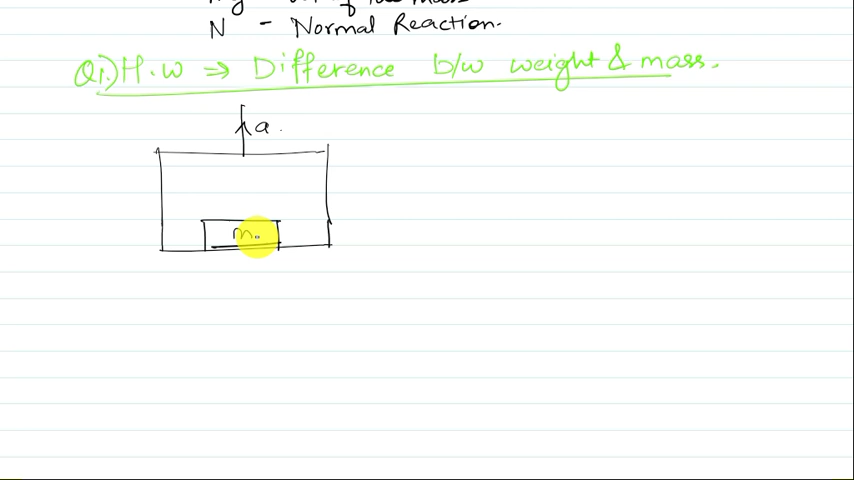 N - Normal Reaction.
Q1.) H.W ⇒ Difference b/w weight & mass.
a.
m.